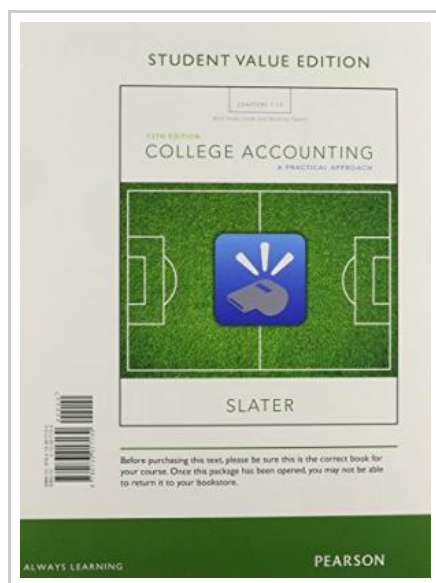 STUDENT VALUE EDITION
13TH EDITION
COLLEGE ACCOUNTING
A PRACTICAL APPROACH
SLATER
Before purchasing this text, please be sure this is the correct book for
your course. Once this package has been opened, you may not be able
to return it to your bookstore.
ALWAYS LEARNING
PEARSON